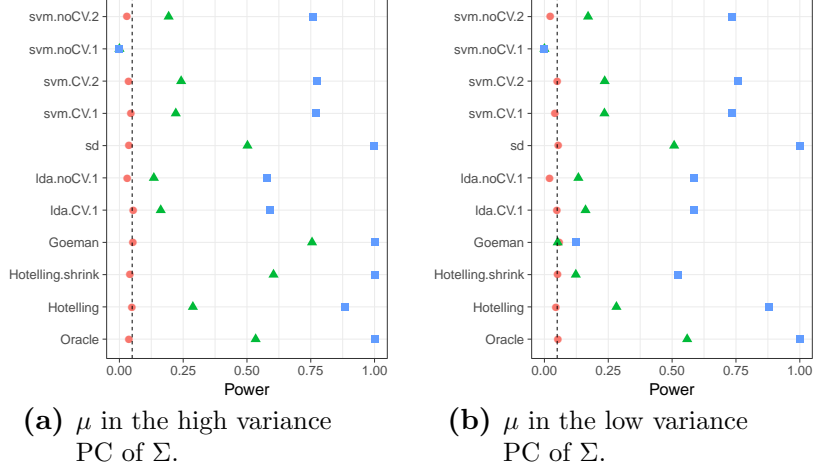 svm.noCV.2
svm.noCV.1
svm.CV.2
svm.CV.1
sd
lda.noCV.1
lda.CV.1
Goeman
Hotelling.shrink
Hotelling
Oracle
0.00 0.25 0.50 0.75 1.00
Power
(a) μ in the high variance
PC of Σ.
svm.noCV.2
svm.noCV.1
svm.CV.2
svm.CV.1
sd
lda.noCV.1
lda.CV.1
Goeman
Hotelling.shrink
Hotelling
Oracle
0.00 0.25 0.50 0.75 1.00
Power
(b) μ in the low variance
PC of Σ.